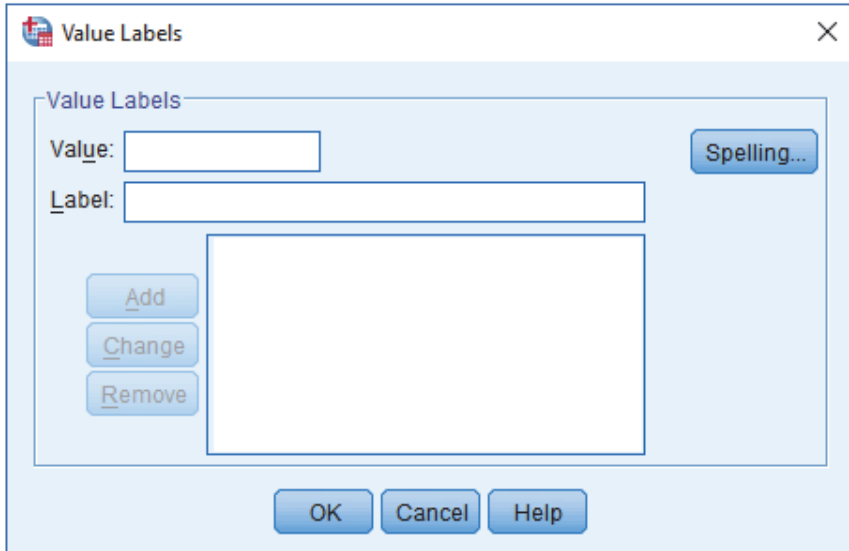 Value Labels
Value Labels
Value:
Spelling...
Label:
Add
Change
Remove
OK Cancel Help